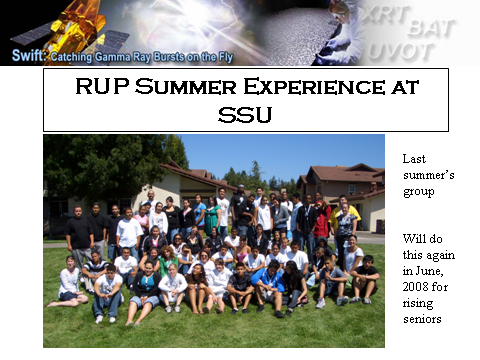 XRT
BAT
UVOT
Swift: Catching Gamma Ray Bursts on the Fly
RUP Summer Experience at
SSU
Last
summer's
group
Will do
this again
in June,
2008 for
rising
seniors